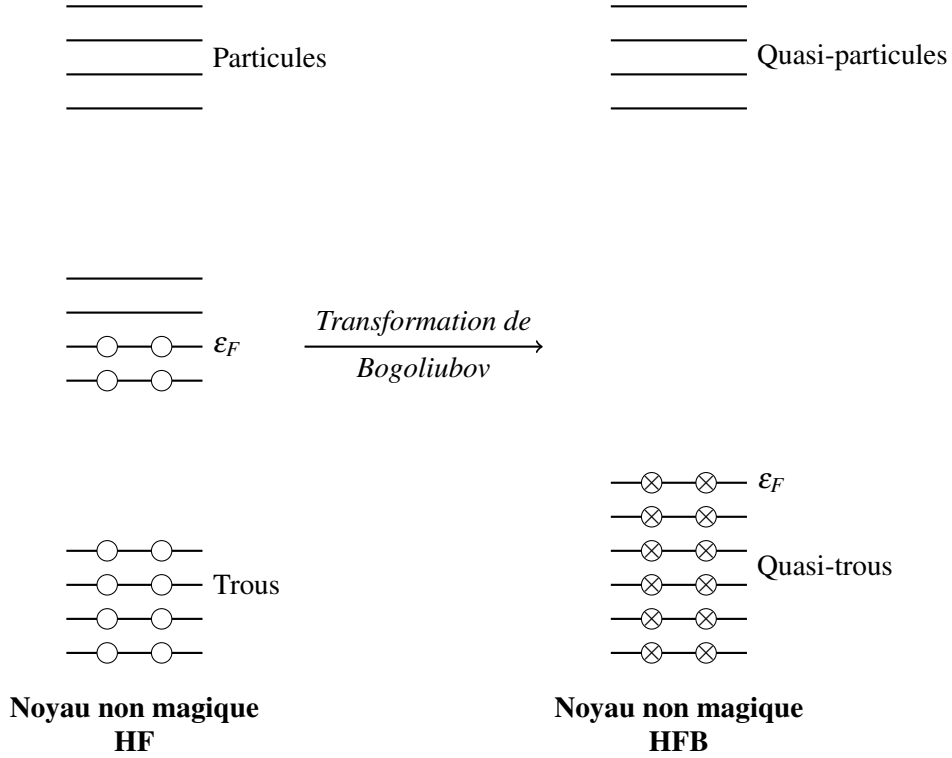 Particules
Quasi-particules
Transformation de
ε_F
Bogoliubov
ε_F
Trous
Quasi-trous
Noyau non magique
HF
Noyau non magique
HFB